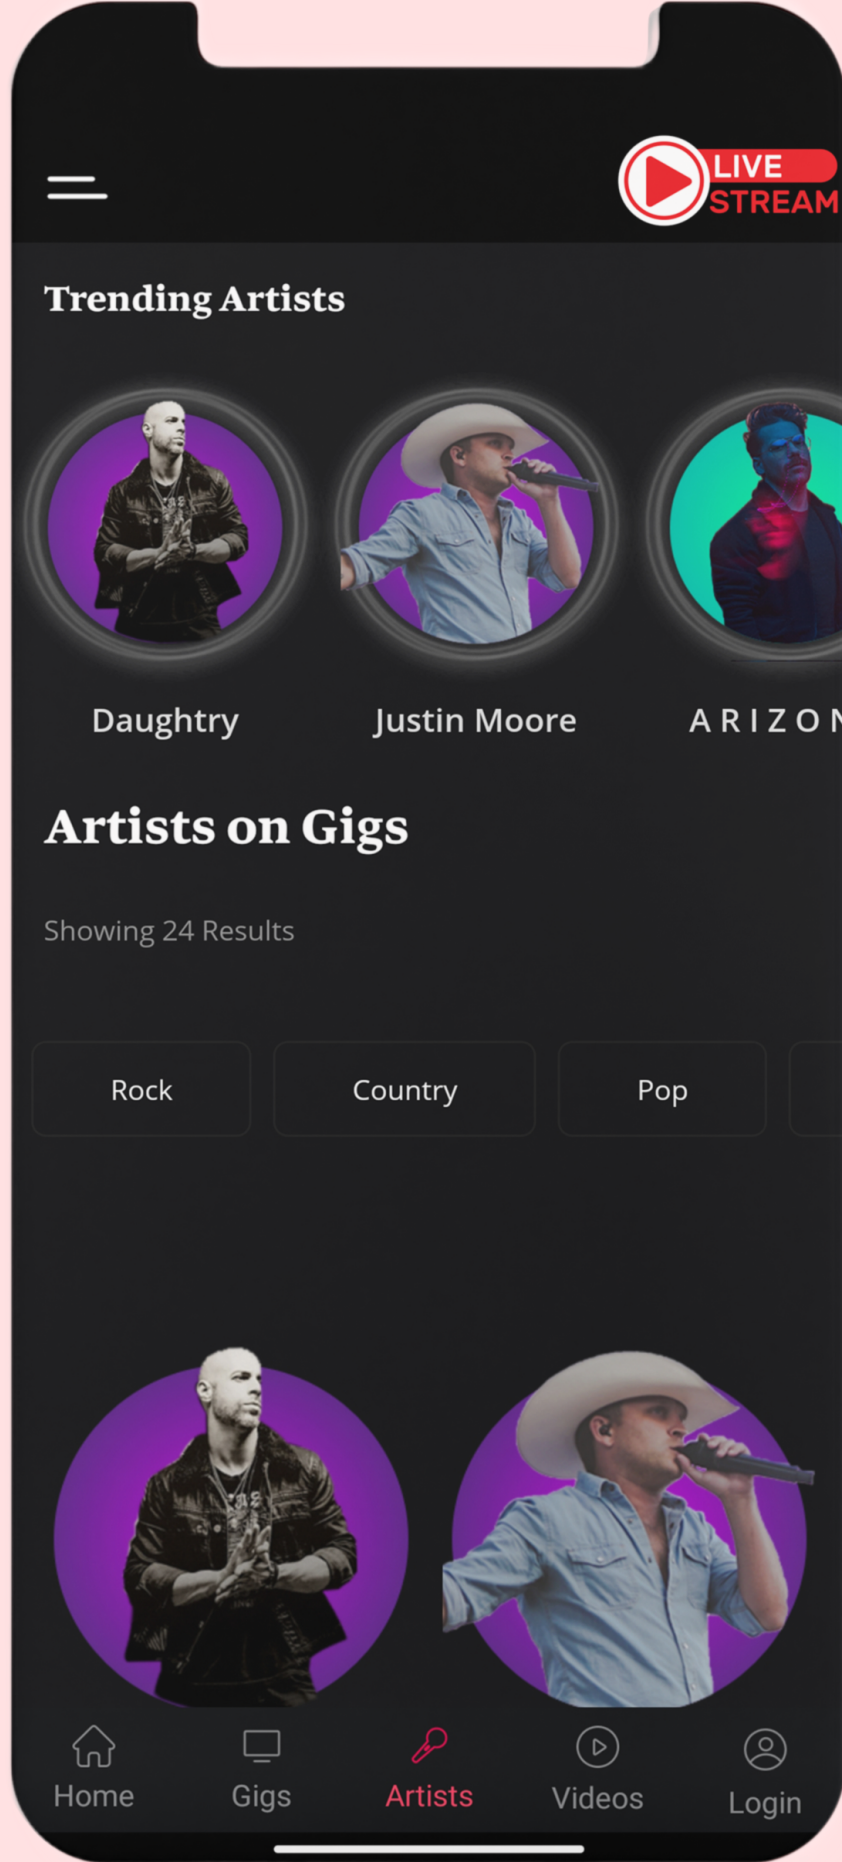 LIVE
STREAM
Trending Artists
Daughtry
Justin Moore
A R I Z O N
Artists on Gigs
Showing 24 Results
Rock
Country
Pop
Home
Gigs
Artists
Videos
Login